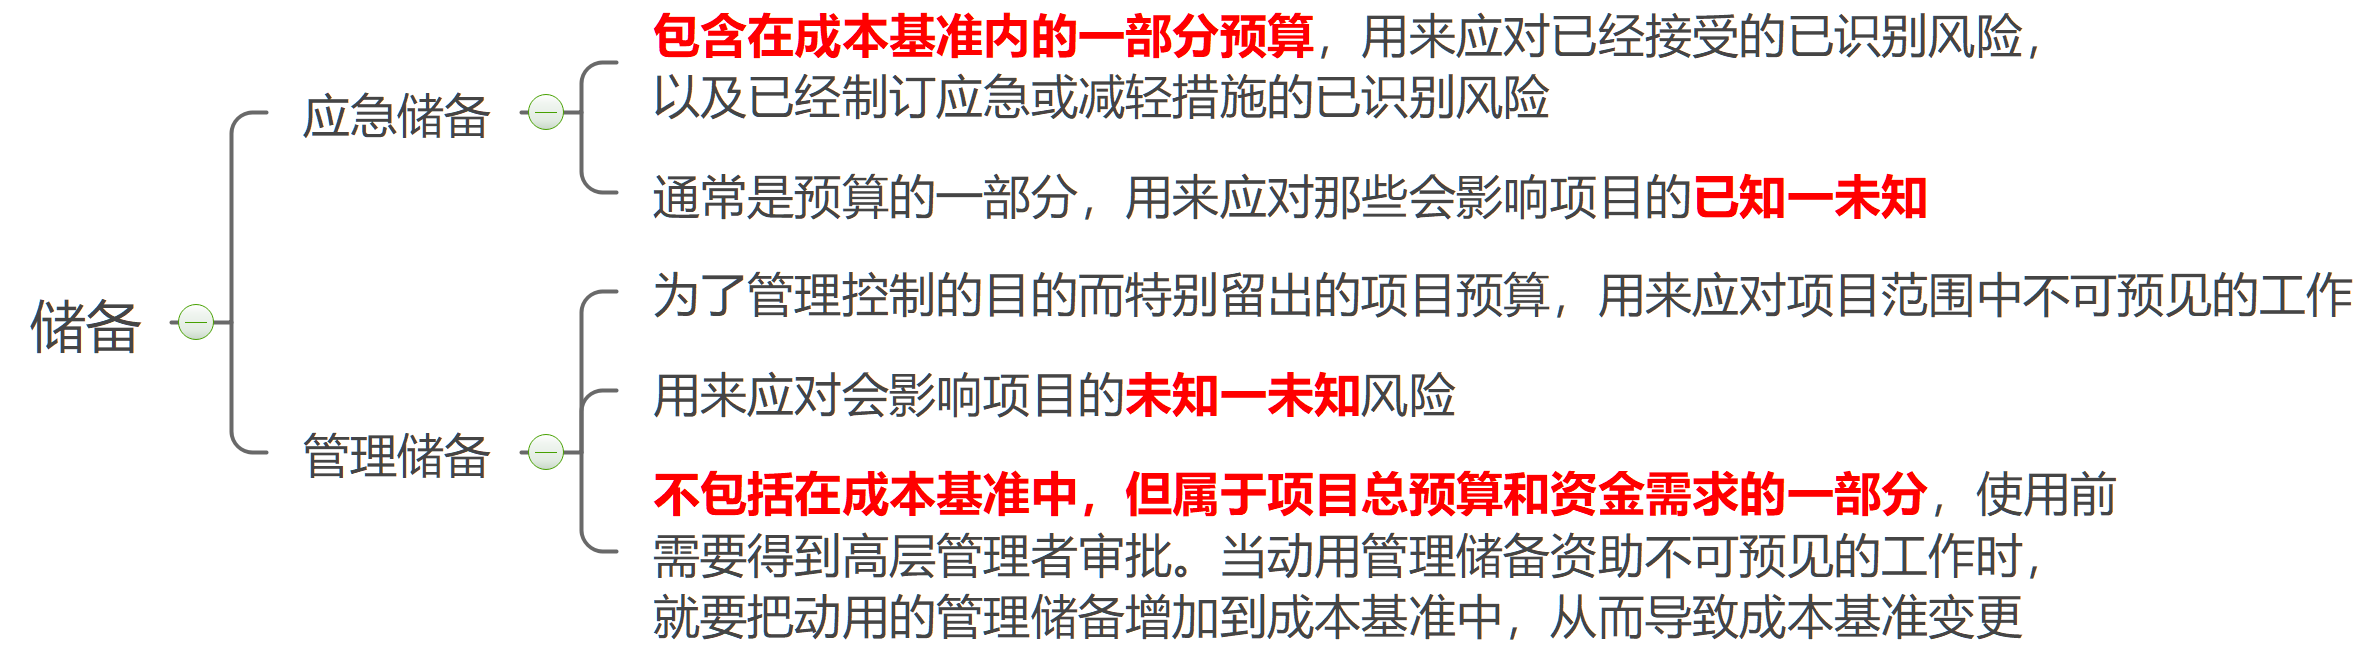 包含在成本基准内的一部分预算，用来应对已经接受的已识别风险，
以及已经制订应急或减轻措施的已识别风险
应急储备
通常是预算的一部分，用来应对那些会影响项目的已知一未知
为了管理控制的目的而特别留出的项目预算，用来应对项目范围中不可预见的工作
储备
用来应对会影响项目的未知一未知风险
管理储备
不包括在成本基准中，但属于项目总预算和资金需求的一部分，使用前
需要得到高层管理者审批。当动用管理储备资助不可预见的工作时，
就要把动用的管理储备增加到成本基准中，从而导致成本基准变更